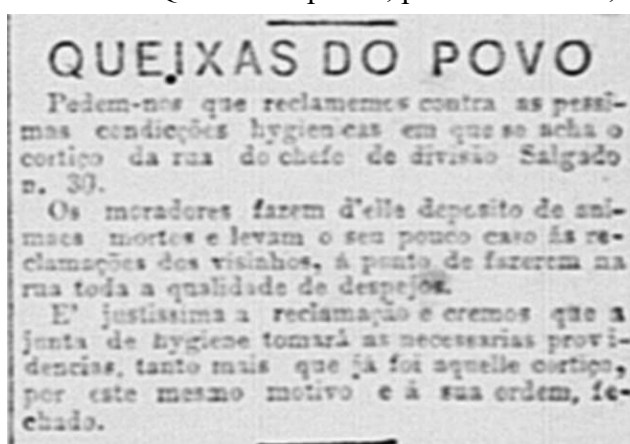 QUEIXAS DO POVO
Pedem-nos que reclamemos contra as pessi-
mas condicções hygienicas em que se acha o
cortiço da rua do chefe de divisão Salgado
n. 30.
Os moradores fazem d'elle deposito de ani-
maes mortos e levam o seu pouco caso ás re-
clamações dos visinhos, á ponto de fazerem na
rua toda a qualidade de despejos.
E' justissima a reclamação e cremos que a
junta de hygiene tomará as necessarias provi-
dencias, tanto mais que já foi aquelle cortiço,
por este mesmo motivo e á sua ordem, fe-
chado.